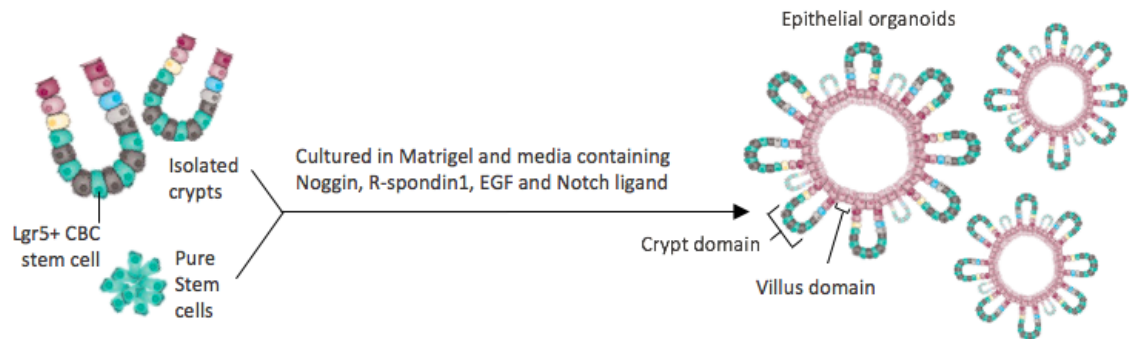 Epithelial organoids
Isolated
crypts
Cultured in Matrigel and media containing
Noggin, R-spondin1, EGF and Notch ligand
Lgr5+ CBC
stem cell
Pure
Stem
cells
Crypt domain
Villus domain